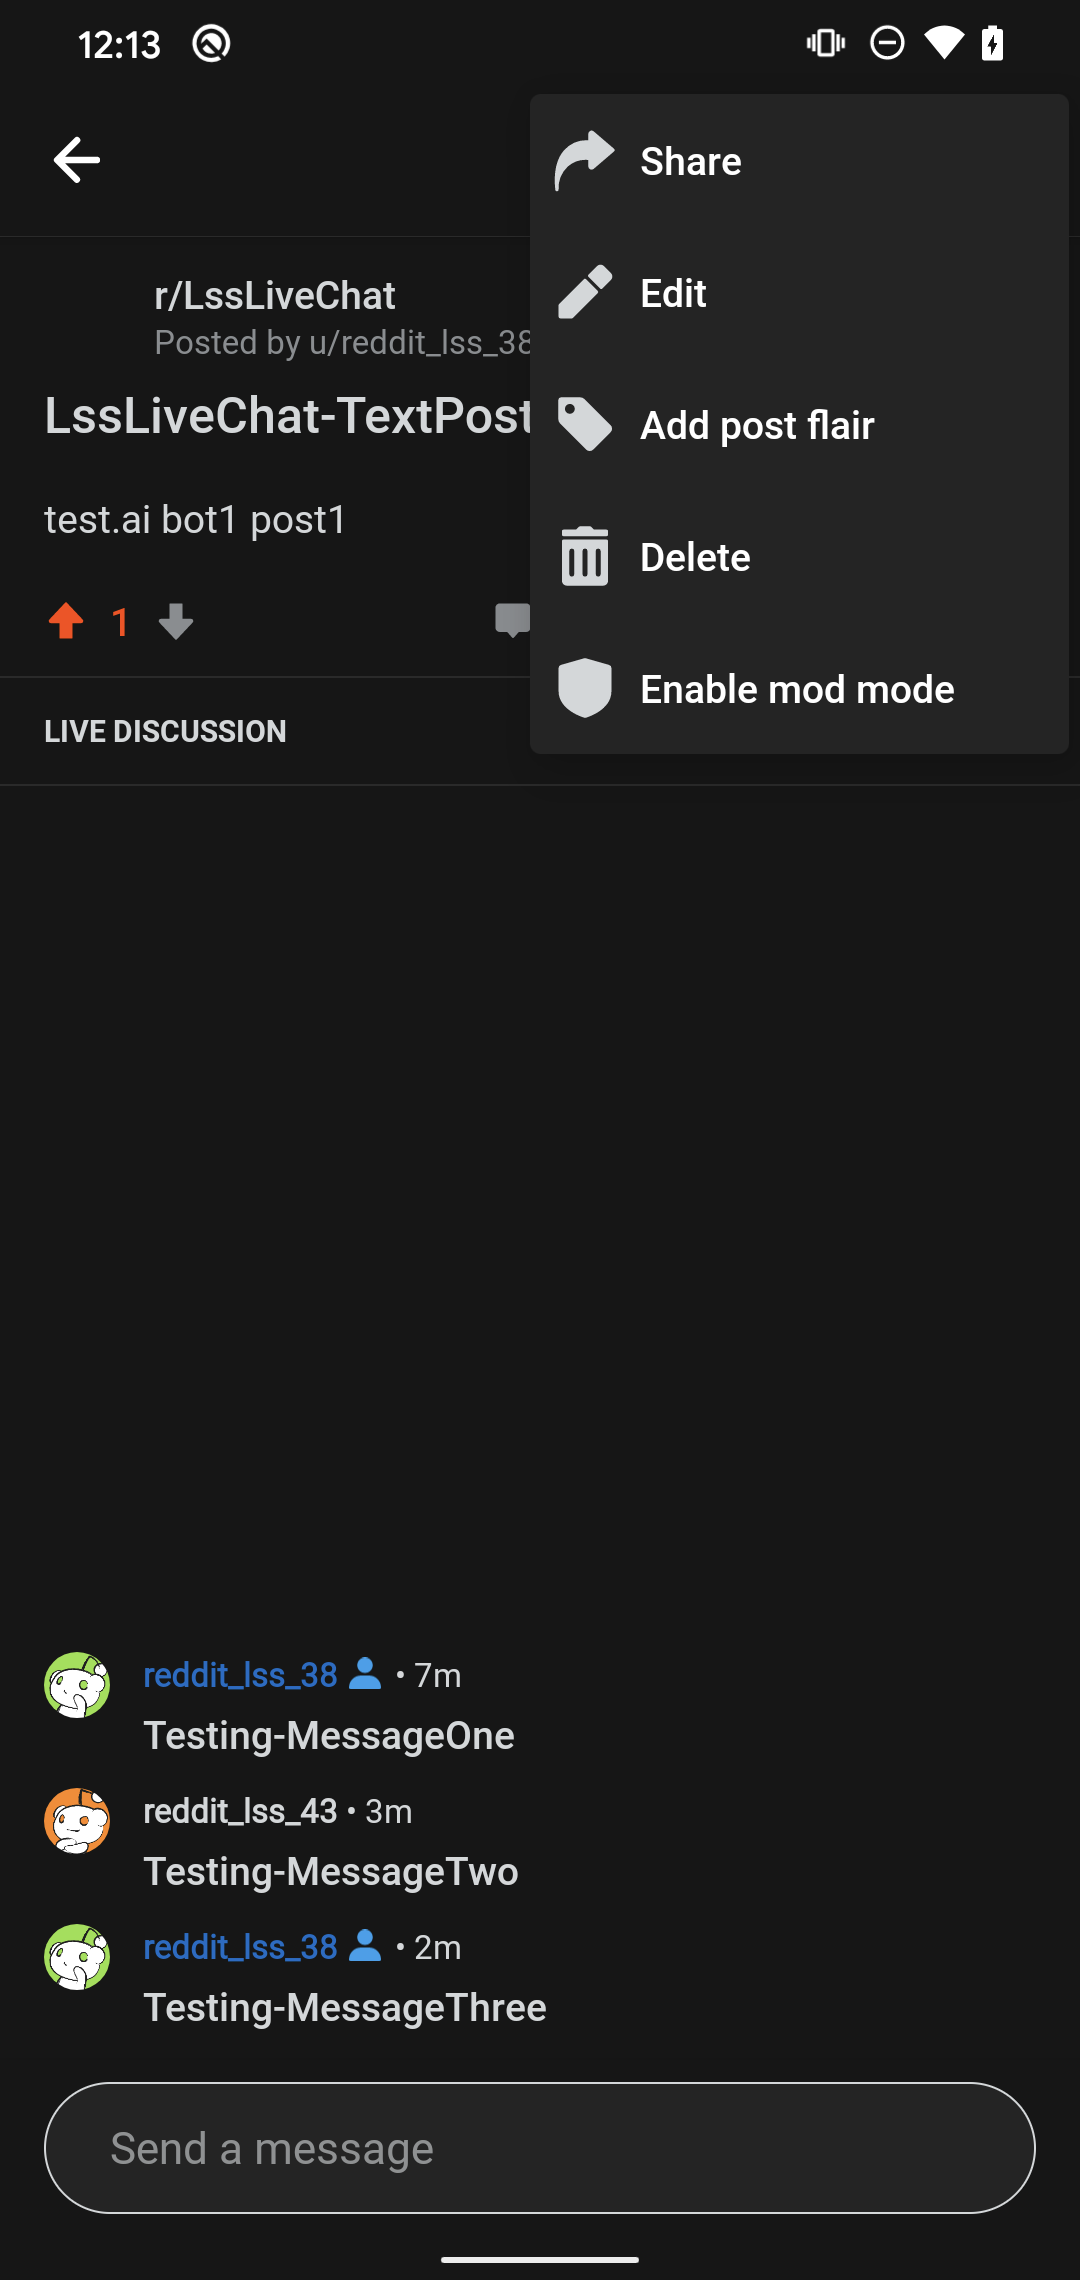 12:13
Share
Edit
Add post flair
Delete
Enable mod mode
r/LssLiveChat
Posted by u/reddit_lss_38
LssLiveChat-TextPost
test.ai bot1 post1
1
LIVE DISCUSSION
reddit_lss_38 • 7m
Testing-MessageOne
reddit_lss_43 • 3m
Testing-MessageTwo
reddit_lss_38 • 2m
Testing-MessageThree
Send a message